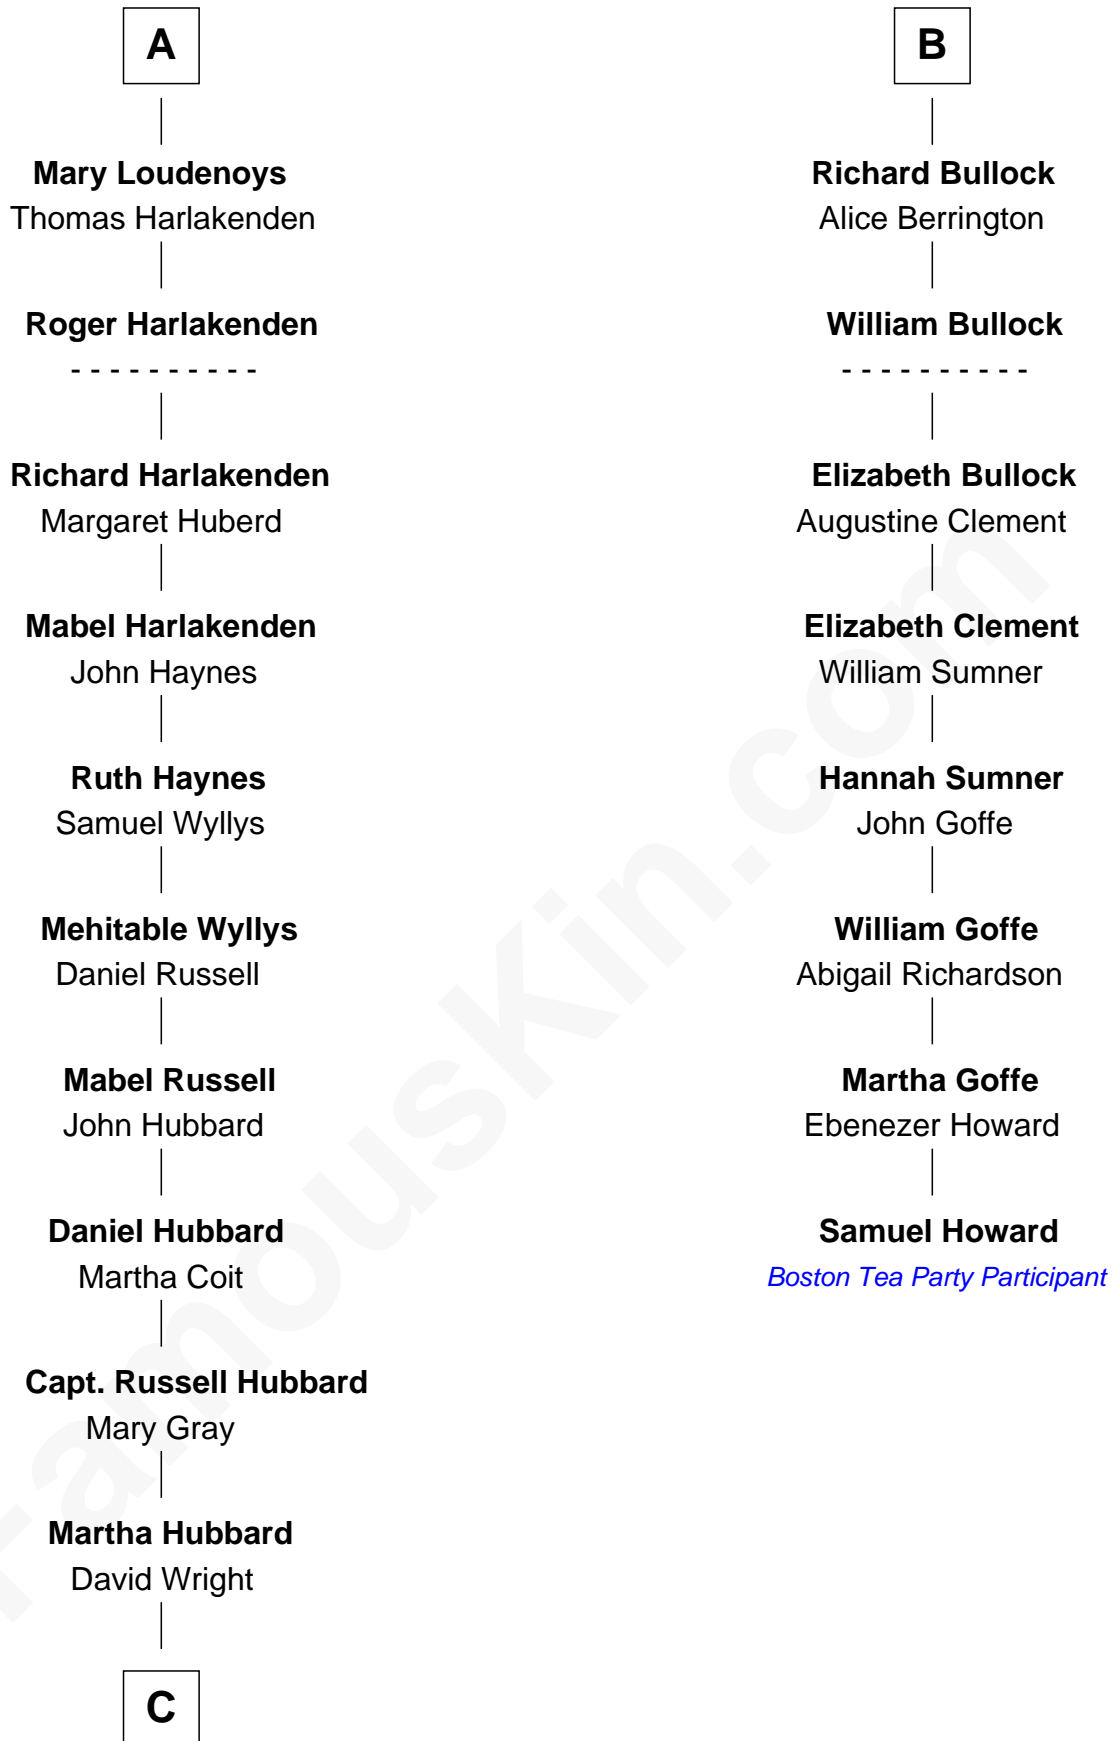 A
Mary Loudenoys
Thomas Harlakenden
Roger Harlakenden
- - - - - - - - - -
Richard Harlakenden
Margaret Huberd
Mabel Harlakenden
John Haynes
Ruth Haynes
Samuel Wyllys
Mehitable Wyllys
Daniel Russell
Mabel Russell
John Hubbard
Daniel Hubbard
Martha Coit
Capt. Russell Hubbard
Mary Gray
Martha Hubbard
David Wright
C
B
Richard Bullock
Alice Berrington
William Bullock
- - - - - - - - - -
Elizabeth Bullock
Augustine Clement
Elizabeth Clement
William Sumner
Hannah Sumner
John Goffe
William Goffe
Abigail Richardson
Martha Goffe
Ebenezer Howard
Samuel Howard
Boston Tea Party Participant
FamousKin.com